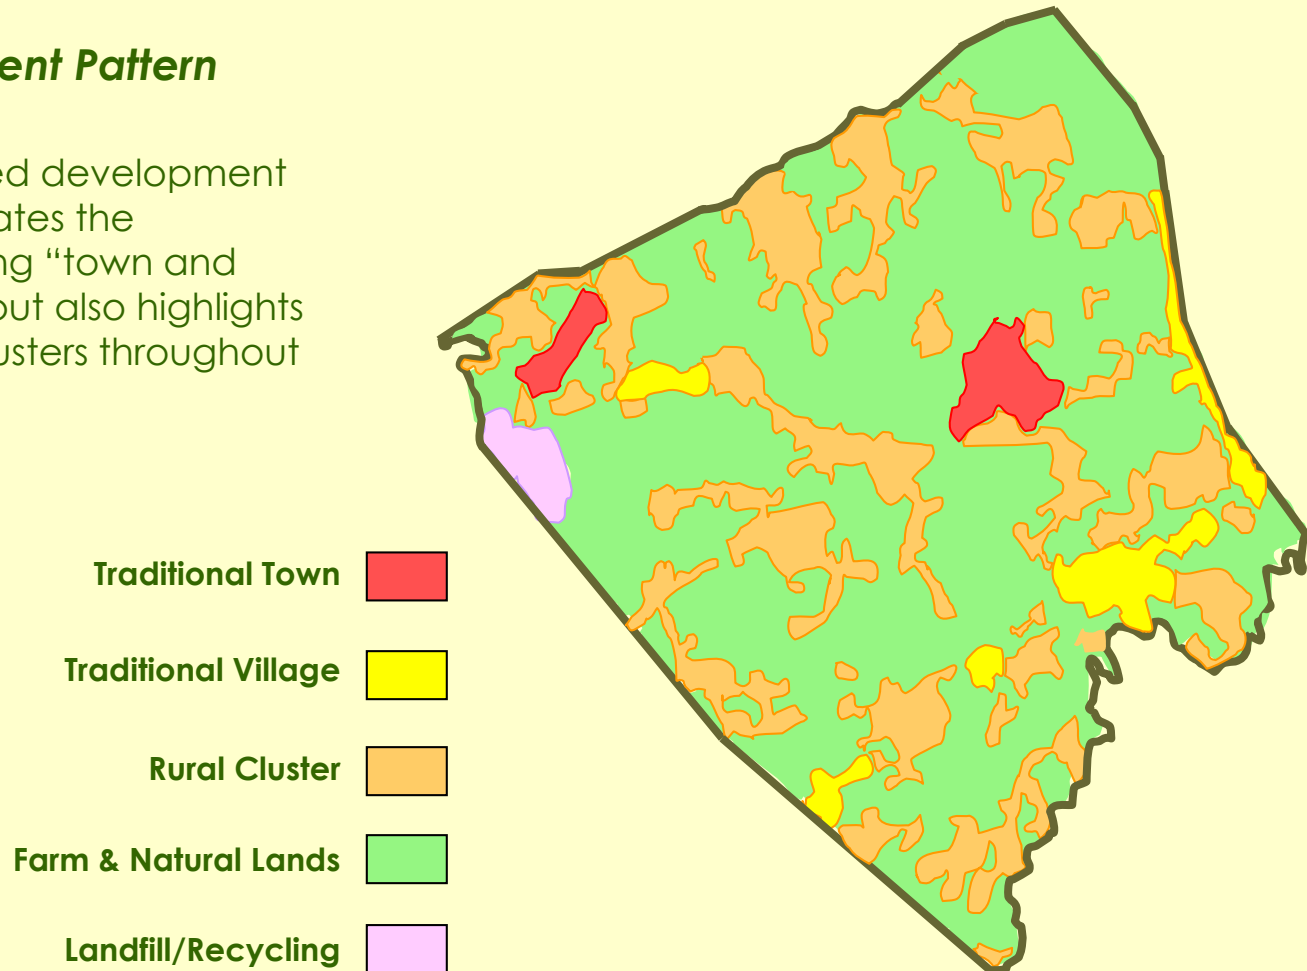 ent Pattern
ed development
ates the
ng “town and
out also highlights
usters throughout
Traditional Town
Traditional Village
Rural Cluster
Farm & Natural Lands
Landfill/Recycling